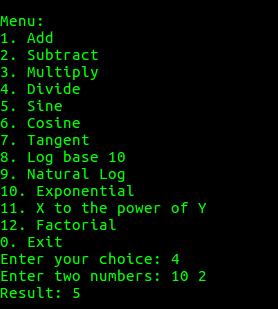 Menu:
1. Add
2. Subtract
3. Multiply
4. Divide
5. Sine
6. Cosine
7. Tangent
8. Log base 10
9. Natural Log
10. Exponential
11. X to the power of Y
12. Factorial
0. Exit
Enter your choice: 4
Enter two numbers: 10 2
Result: 5